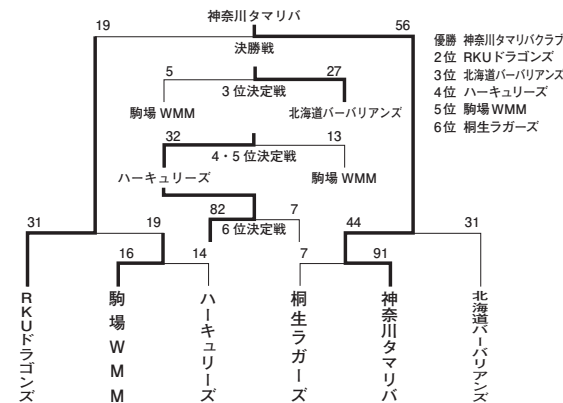 神奈川タマリバ
19
56
決勝戦
優勝 神奈川タマリバクラブ
2位 RKUドラゴンズ
3位 北海道バーバリアンズ
4位 ハーキュリーズ
5位 駒場WMM
6位 桐生ラガーズ
5
27
3位決定戦
駒場WMM
北海道バーバリアンズ
32
13
4・5位決定戦
ハーキュリーズ
駒場WMM
82
7
6位決定戦
31
19
44
31
16
14
7
91
RKUドラゴンズ
駒場WMM
ハーキュリーズ
桐生ラガーズ
神奈川タマリバ
北海道バーバリアンズ